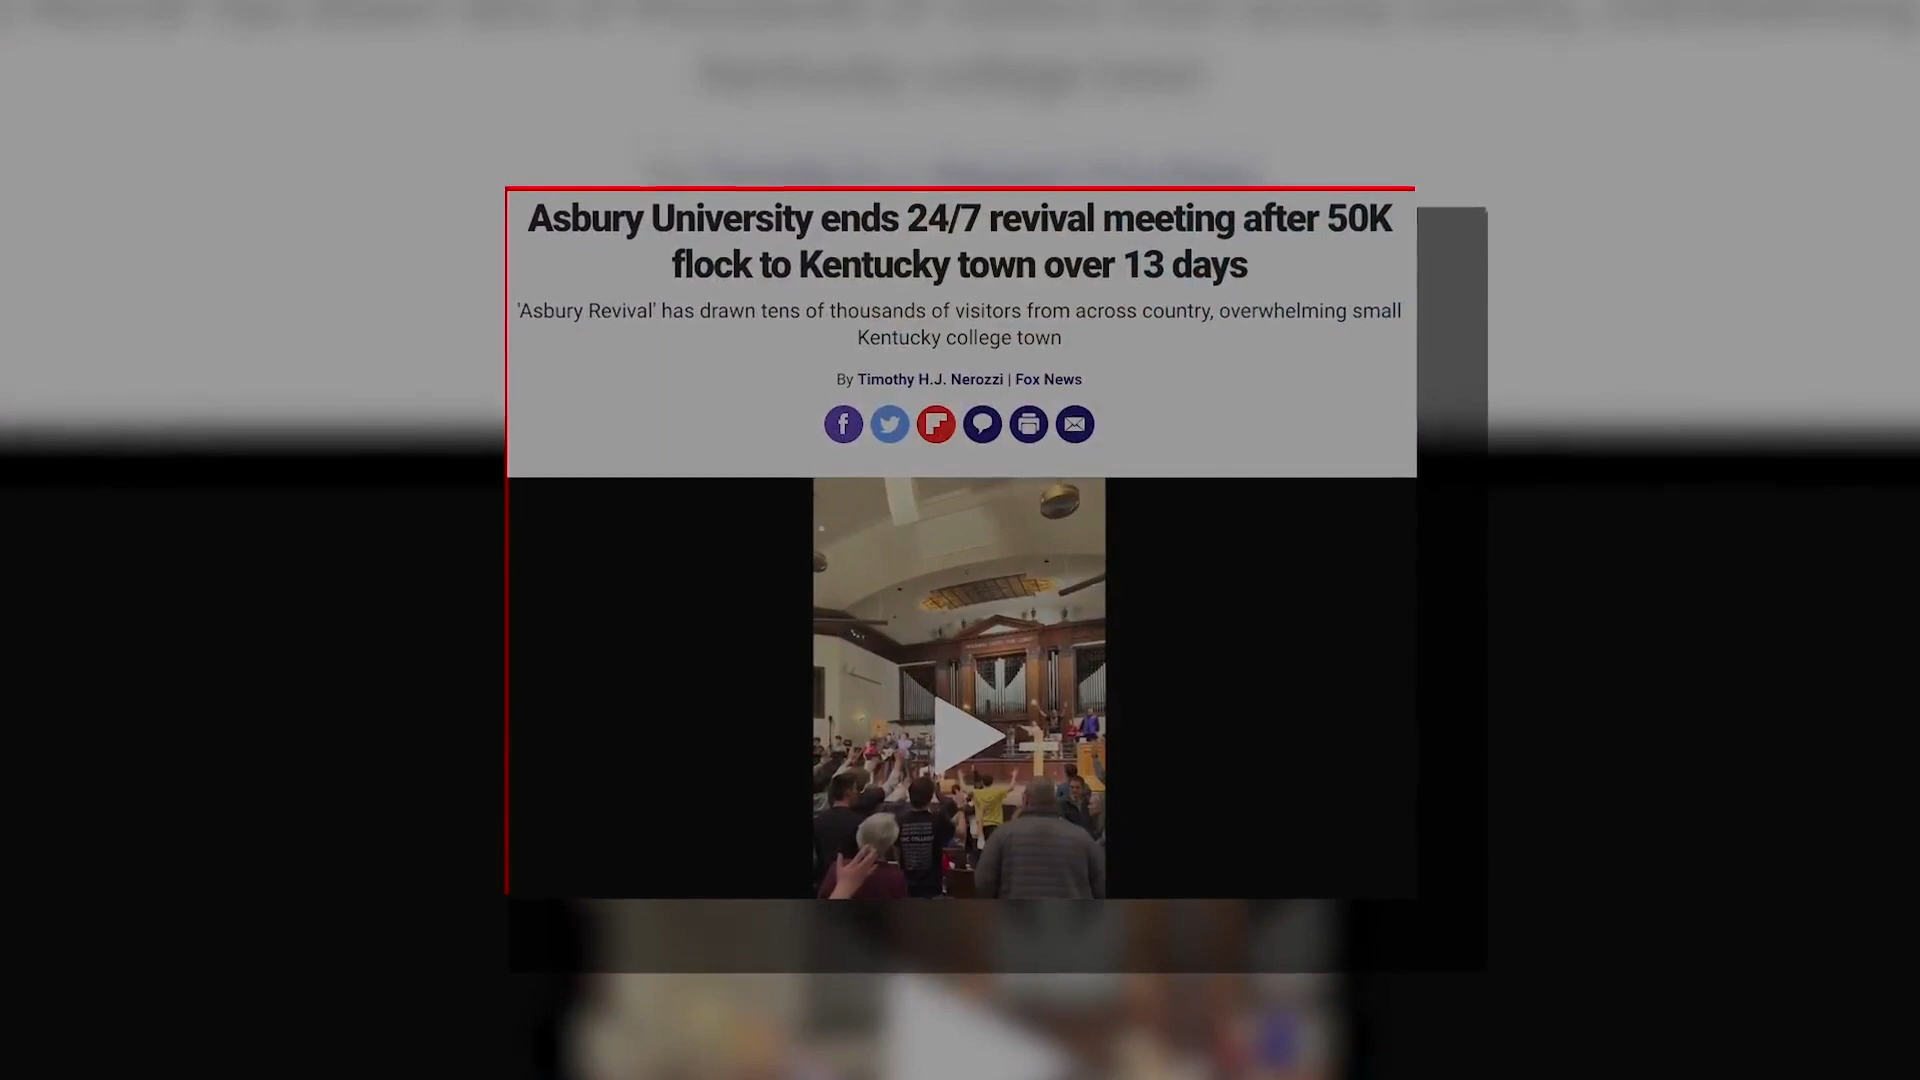 Asbury University ends 24/7 revival meeting after 50K
flock to Kentucky town over 13 days
'Asbury Revival' has drawn tens of thousands of visitors from across country, overwhelming small
Kentucky college town
By Timothy H.J. Nerozzi | Fox News